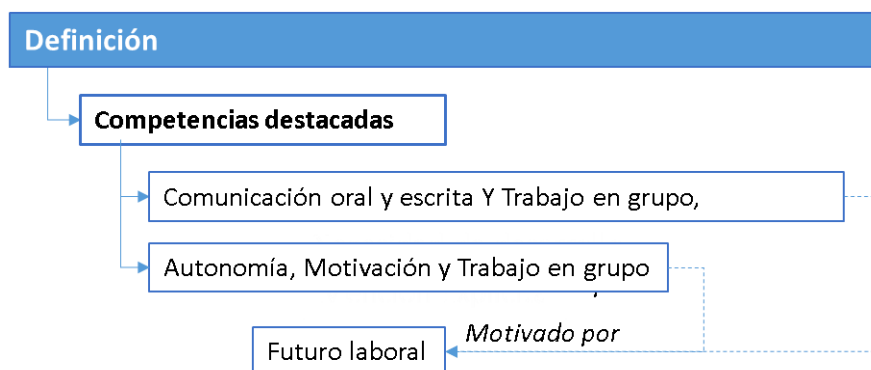 Definición
Competencias destacadas
Comunicación oral y escrita Y Trabajo en grupo,
Autonomía, Motivación y Trabajo en grupo
Motivado por
Futuro laboral